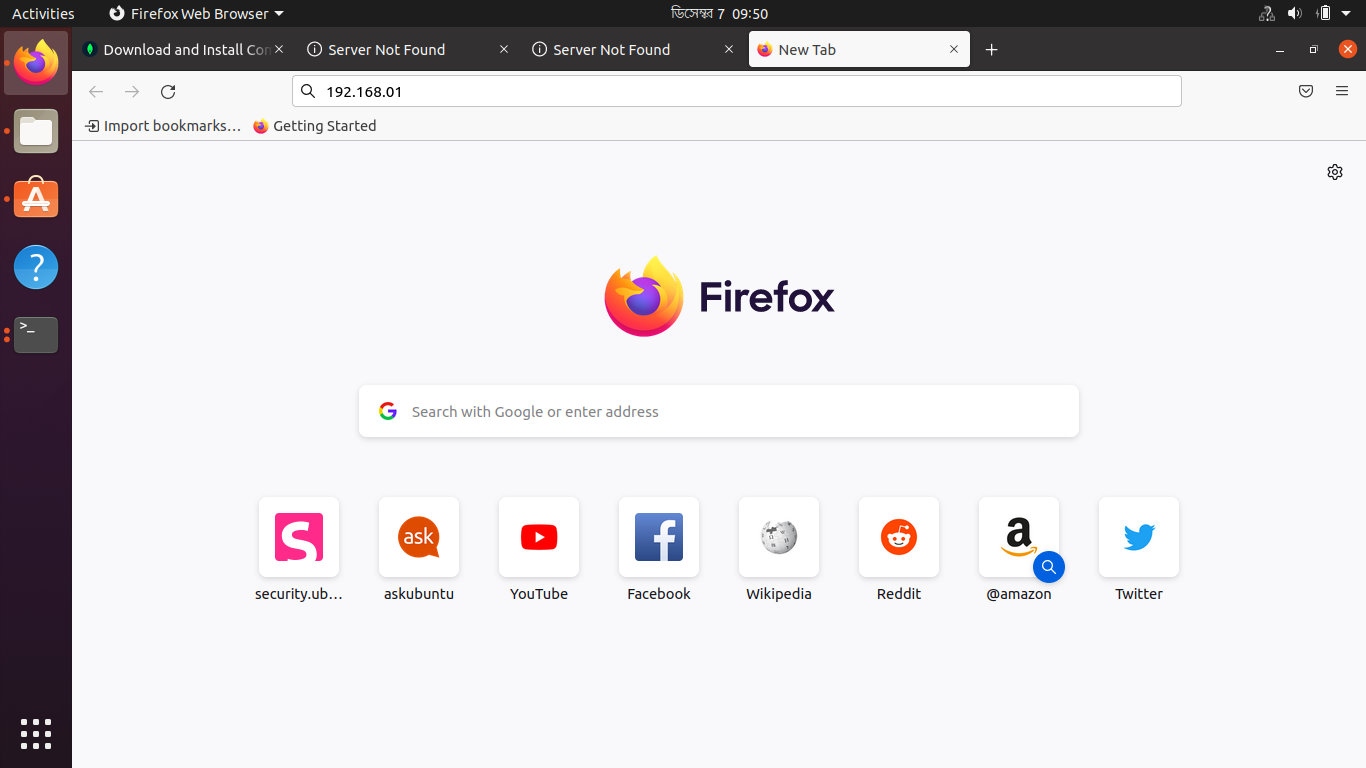 Activities Firefox Web Browser ডিসেম্বর 7 09:50
Download and Install Con Server Not Found Server Not Found New Tab
192.168.01
Import bookmarks… Getting Started
Firefox
Search with Google or enter address
ask
security.ub… askubuntu YouTube Facebook Wikipedia Reddit @amazon Twitter